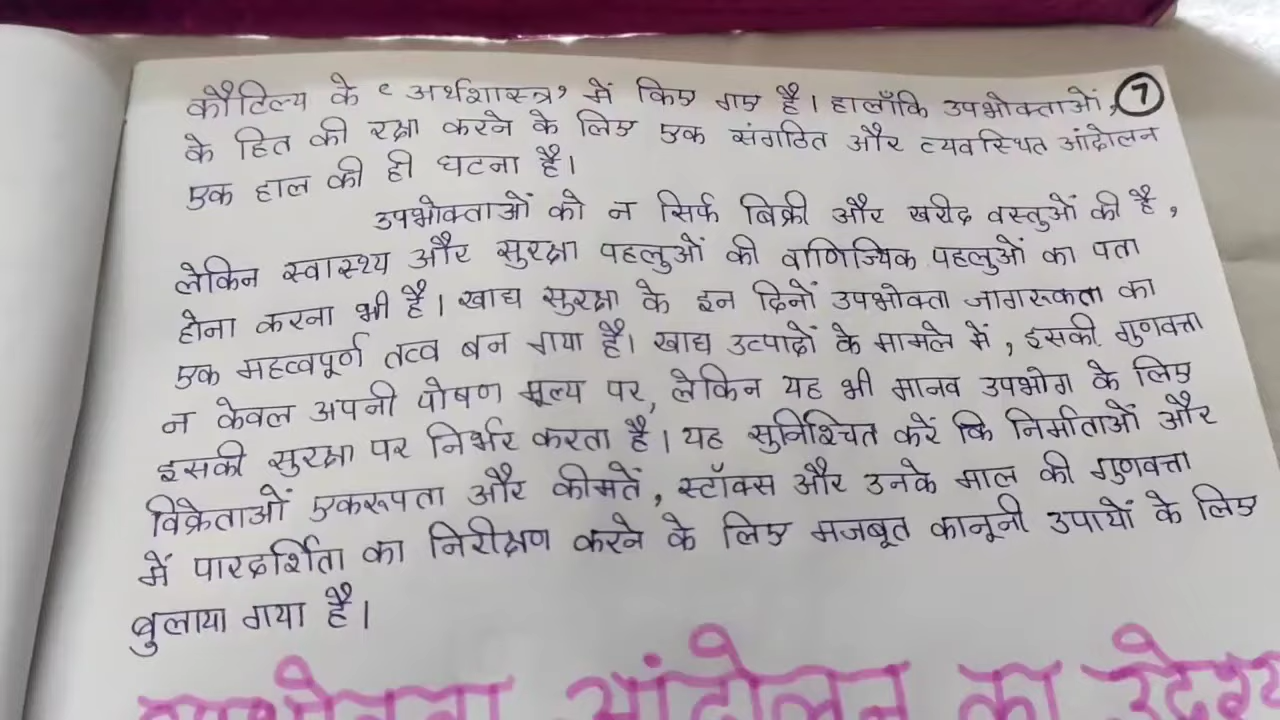 कौटिल्य के ‘अर्थशास्त्र’ में किए गए है। हालाँकि उपभोक्ताओं, 7
के हित की रक्षा करने के लिए एक संगठित और व्यवस्थित आंदोलन
एक हाल की ही घटना है।
उपभोक्ताओं को न सिर्फ बिक्री और खरीद वस्तुओं की है,
लेकिन स्वास्थ्य और सुरक्षा पहलुओं की वाणिज्यिक पहलुओं का पता
होना करना भी है। खाद्य सुरक्षा के इन दिनों उपभोक्ता जागरूकता का
एक महत्वपूर्ण तत्व बन गया है। खाद्य उत्पादों के मामले में, इसकी गुणवत्ता
न केवल अपनी पोषण मूल्य पर, लेकिन यह भी मानव उपभोग के लिए
इसकी सुरक्षा पर निर्भर करता है। यह सुनिश्चित करें कि निर्माताओं और
विक्रेताओं एकरूपता और कीमतें, स्टॉक्स और उनके माल की गुणवत्ता
में पारदर्शिता का निरीक्षण करने के लिए मजबूत कानूनी उपायों के लिए
बुलाया गया है।
आंदोलन का उद्देश्य